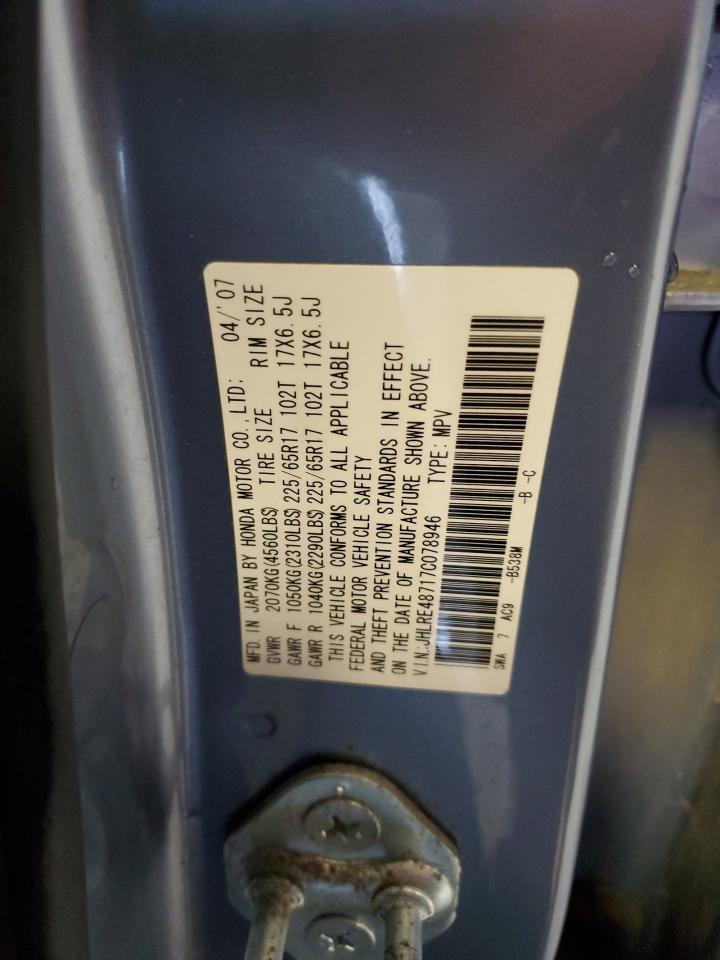 MFD. IN JAPAN BY HONDA MOTOR CO., LTD: 04/'07
GVWR 2070KG(4560LBS) TIRE SIZE RIM SIZE
GAWR F 1050KG(2310LBS) 225/65R17 102T 17X6. 5J
GAWR R 1040KG(2290LBS) 225/65R17 102T 17X6. 5J
THIS VEHICLE CONFORMS TO ALL APPLICABLE
FEDERAL MOTOR VEHICLE SAFETY
AND THEFT PREVENTION STANDARDS IN EFFECT
ON THE DATE OF MANUFACTURE SHOWN ABOVE.
V.I.N.:JHLRE48717C078946 TYPE: MPV
SWA 7 AC9 -B538M -B -C